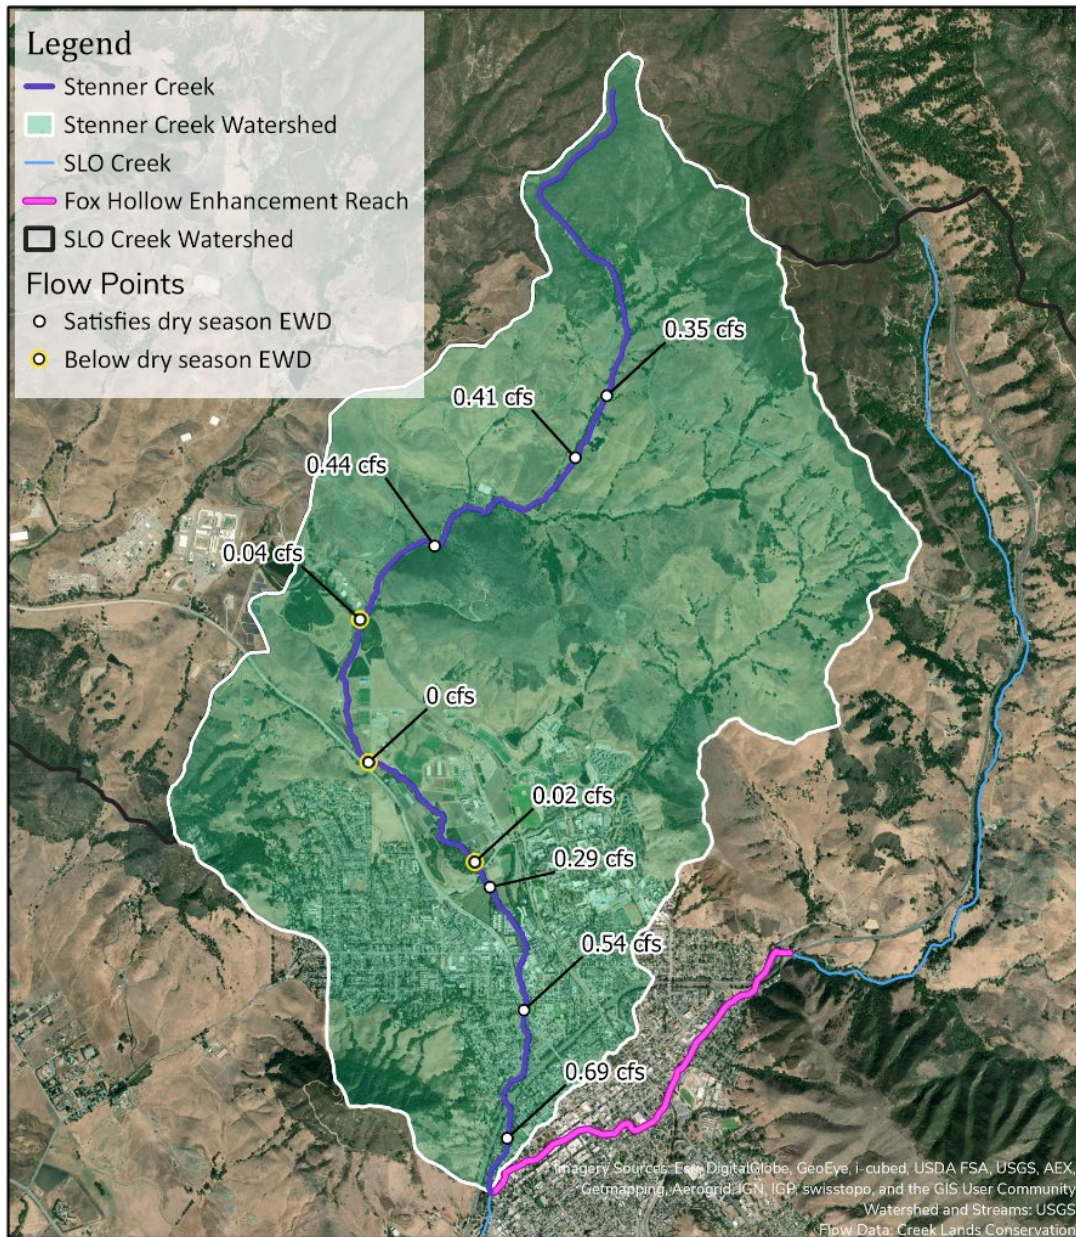 Legend
Stenner Creek
Stenner Creek Watershed
SLO Creek
Fox Hollow Enhancement Reach
SLO Creek Watershed
Flow Points
Satisfies dry season EWD
Below dry season EWD
0.35 cfs
0.41 cfs
0.44 cfs
0.04 cfs
0 cfs
0.02 cfs
0.29 cfs
0.54 cfs
0.69 cfs
Imagery Sources: Esri, DigitalGlobe, GeoEye, i-cubed, USDA FSA, USGS, AEX,
Getmapping, Aerogrid, IGN, IGP, swisstopo, and the GIS User Community
Watershed and Streams: USGS
Flow Data: Creek Lands Conservation